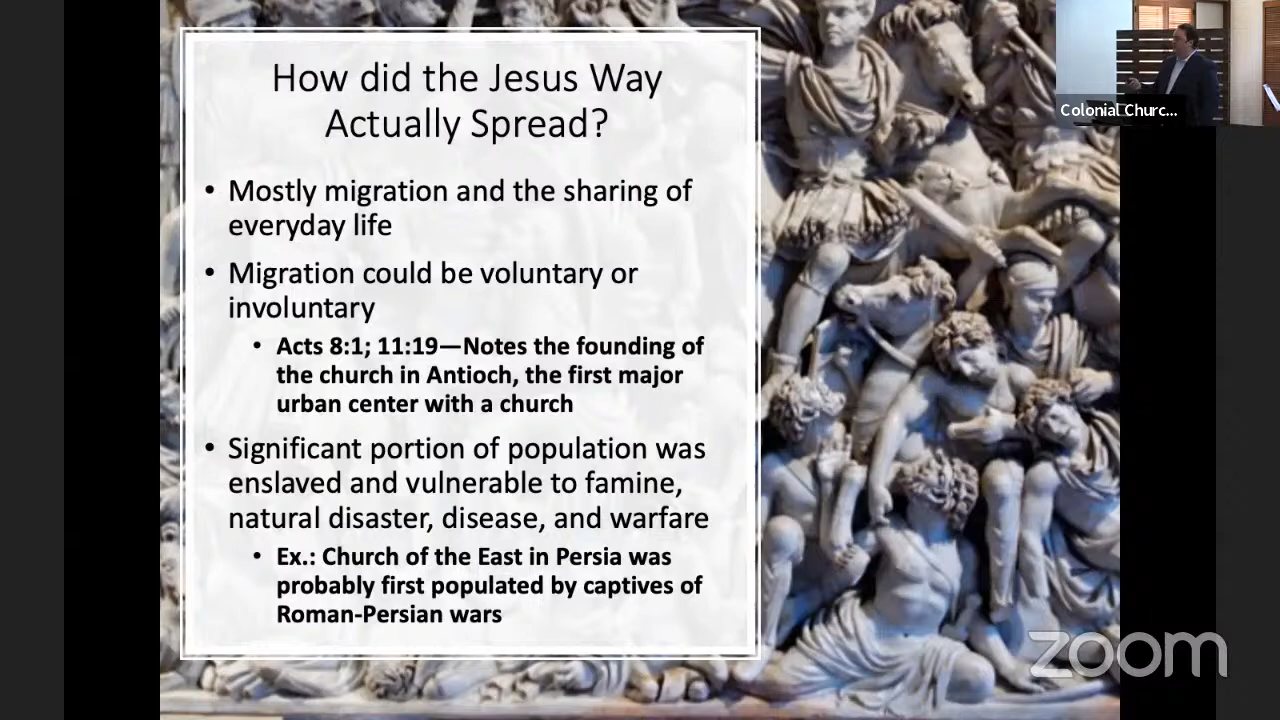 How did the Jesus Way
Actually Spread?
• Mostly migration and the sharing of
everyday life
• Migration could be voluntary or
involuntary
• Acts 8:1; 11:19—Notes the founding of
the church in Antioch, the first major
urban center with a church
• Significant portion of population was
enslaved and vulnerable to famine,
natural disaster, disease, and warfare
• Ex.: Church of the East in Persia was
probably first populated by captives of
Roman-Persian wars
Colonial Churc...
zoom